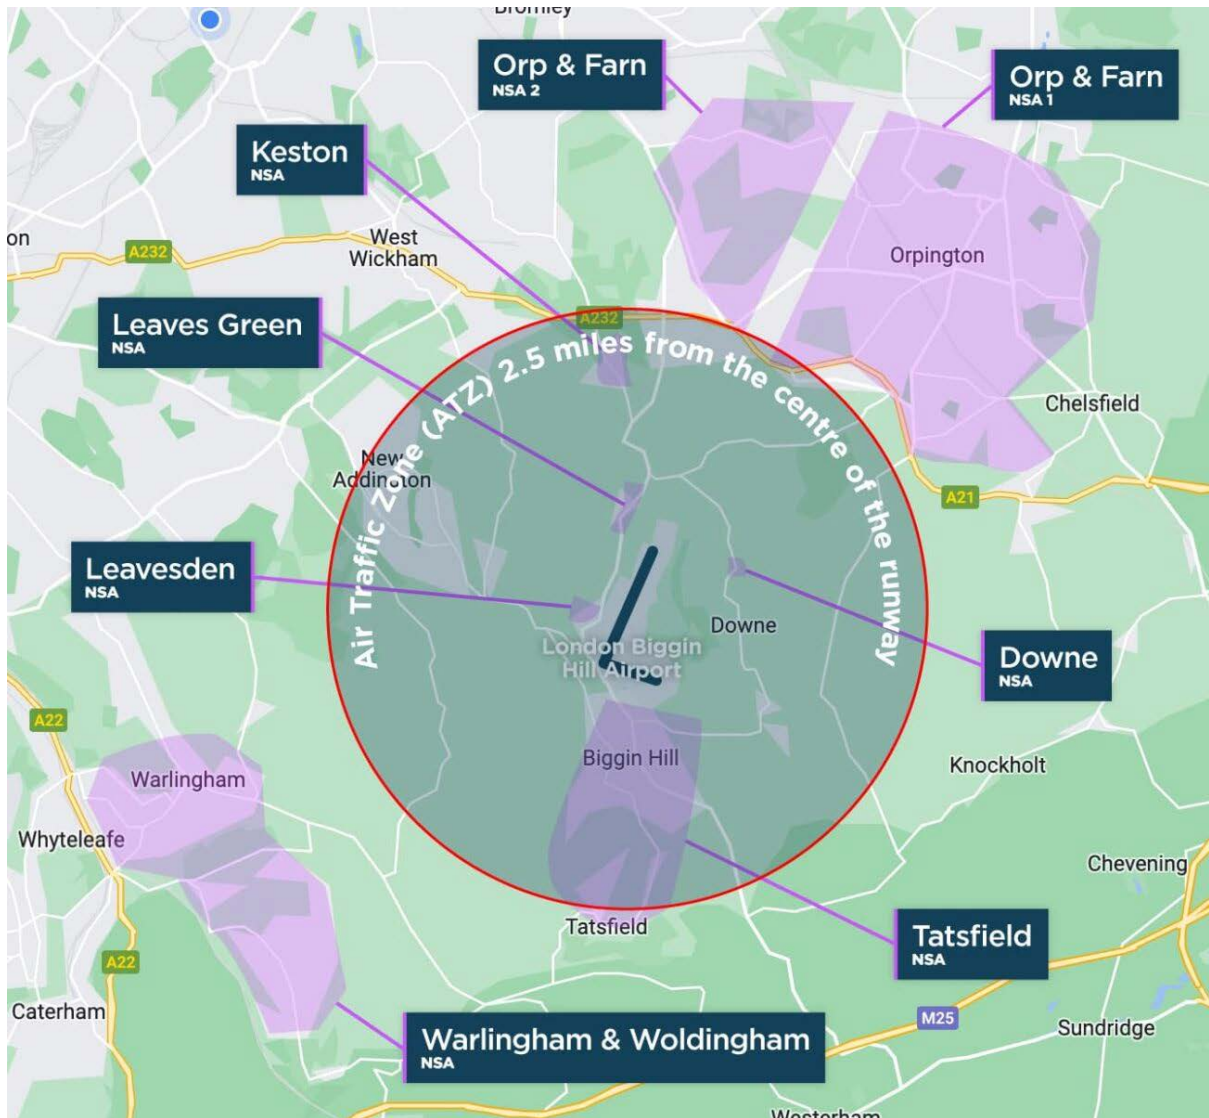 Bromley
Orp & Farn
NSA 2
Orp & Farn
NSA 1
Keston
NSA
on
A232
West
Wickham
Orpington
Leaves Green
NSA
A232
Air Traffic Zone (ATZ) 2.5 miles from the centre of the runway
Chelsfield
New
Addington
A21
Leavesden
NSA
Downe
London Biggin
Hill Airport
Downe
NSA
A22
Biggin Hill
Knockholt
Warlingham
Whyteleafe
Chevening
Tatsfield
Tatsfield
NSA
A22
Caterham
M25
Sundridge
Warlingham & Woldingham
NSA
Westerham